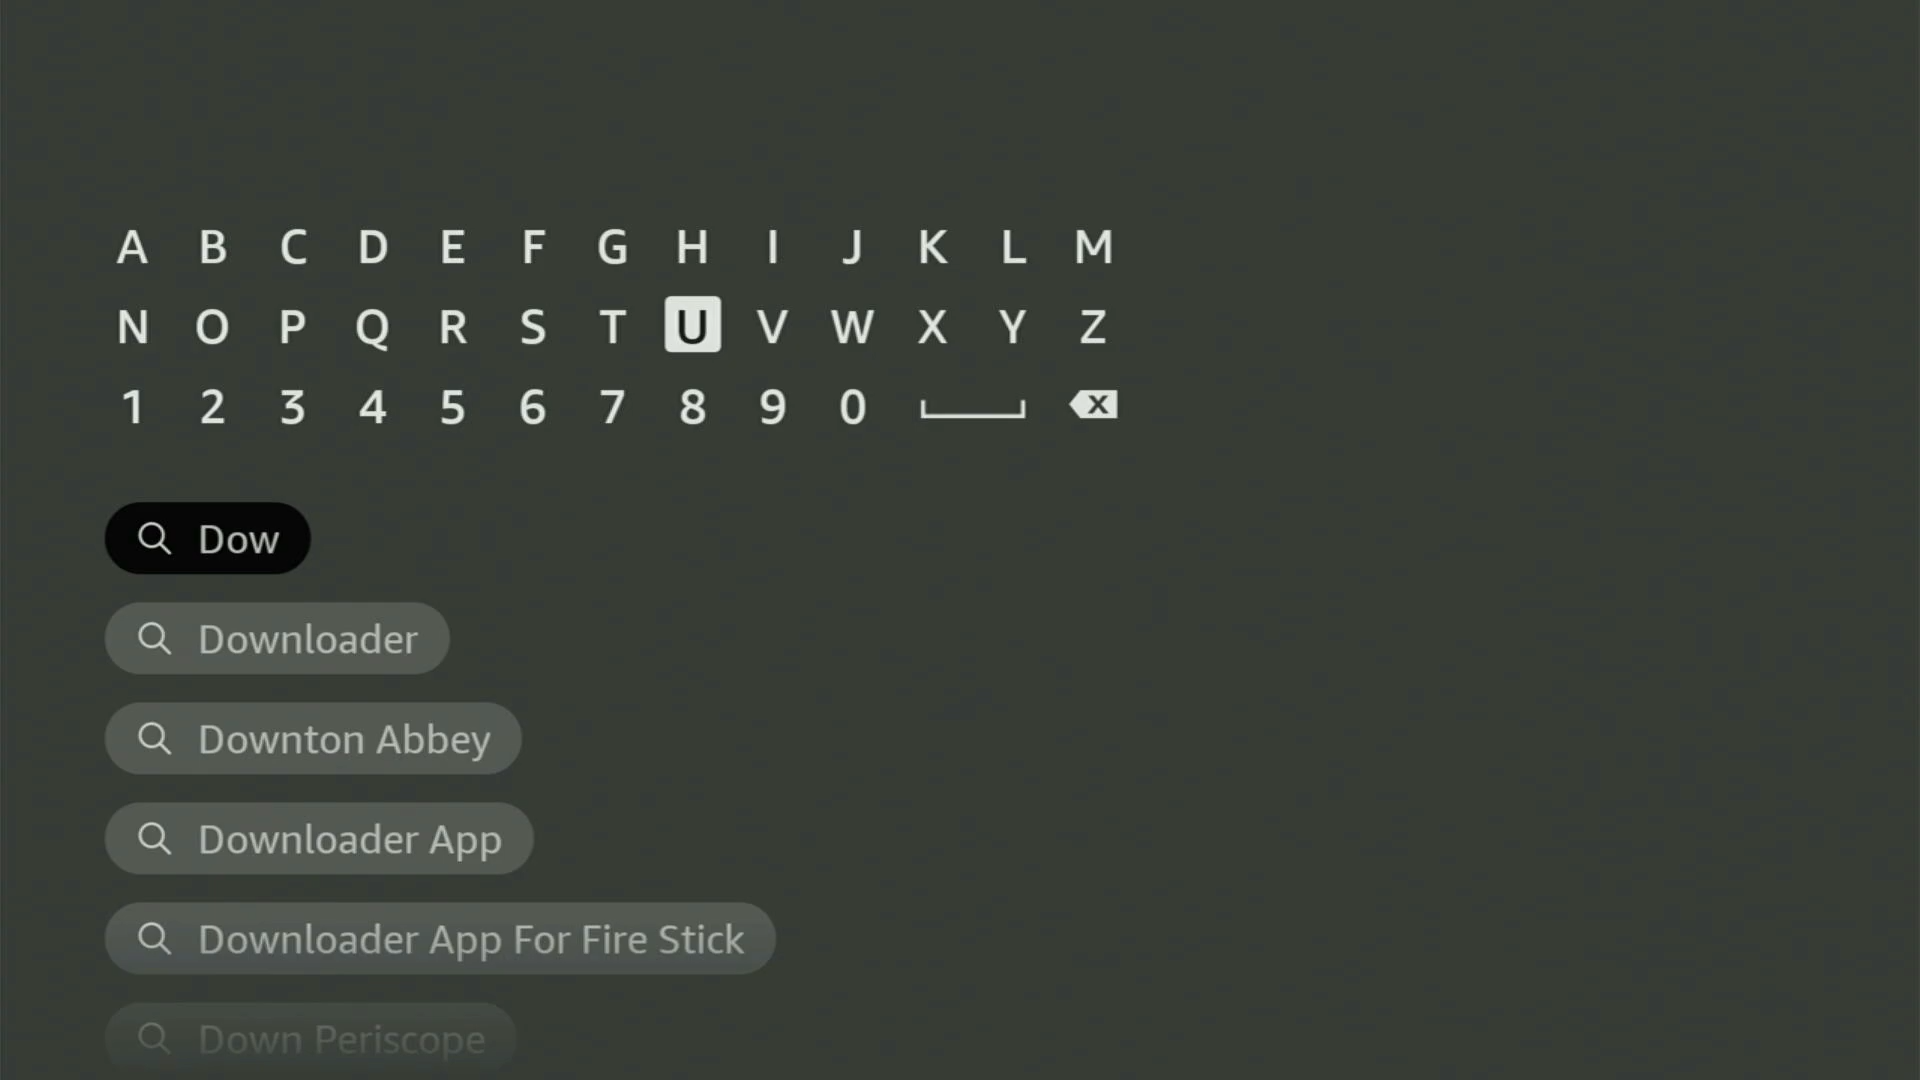 A B C D E F G H I J K L M
N O P Q R S T U V W X Y Z
1 2 3 4 5 6 7 8 9 0
Dow
Downloader
Downton Abbey
Downloader App
Downloader App For Fire Stick
Down Periscope